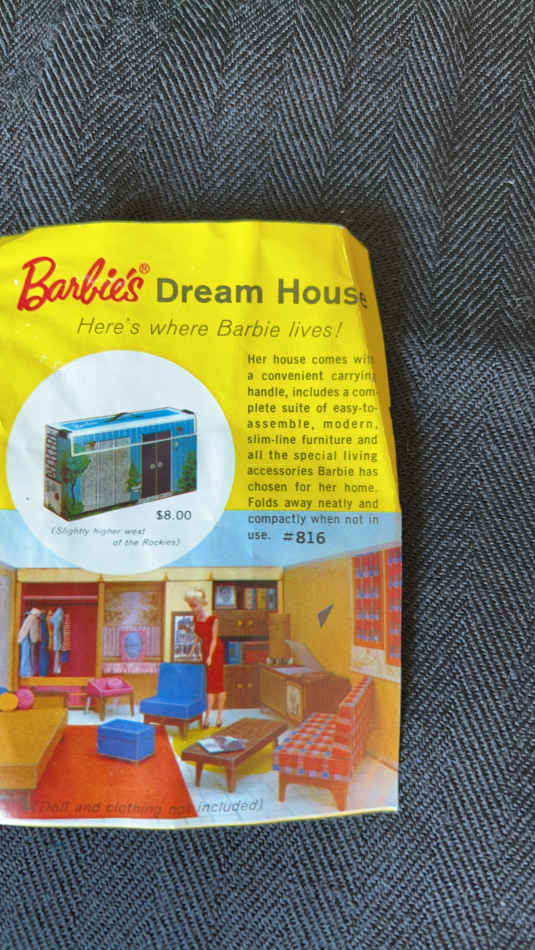 Barbie's® Dream House
Here's where Barbie lives!
Her house comes with
a convenient carrying
handle, includes a com-
plete suite of easy-to-
assemble, modern,
slim-line furniture and
all the special living
accessories Barbie has
chosen for her home.
Folds away neatly and
compactly when not in
use. #816
Barbie
$8.00
(Slightly higher west
of the Rockies)
(Doll and clothing not included)